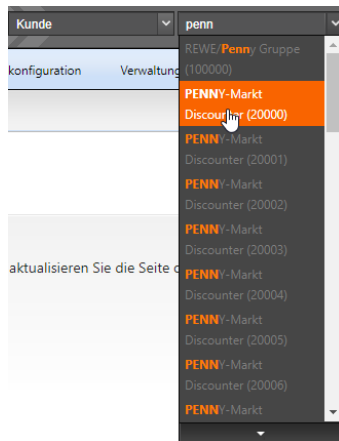 Kunde penn
REWE/Penny Gruppe
(100000)
konfiguration Verwaltung
PENNY-Markt
Discounter (20000)
PENNY-Markt
Discounter (20001)
PENNY-Markt
Discounter (20002)
PENNY-Markt
Discounter (20003)
aktualisieren Sie die Seite
PENNY-Markt
Discounter (20004)
PENNY-Markt
Discounter (20005)
PENNY-Markt
Discounter (20006)
PENNY-Markt